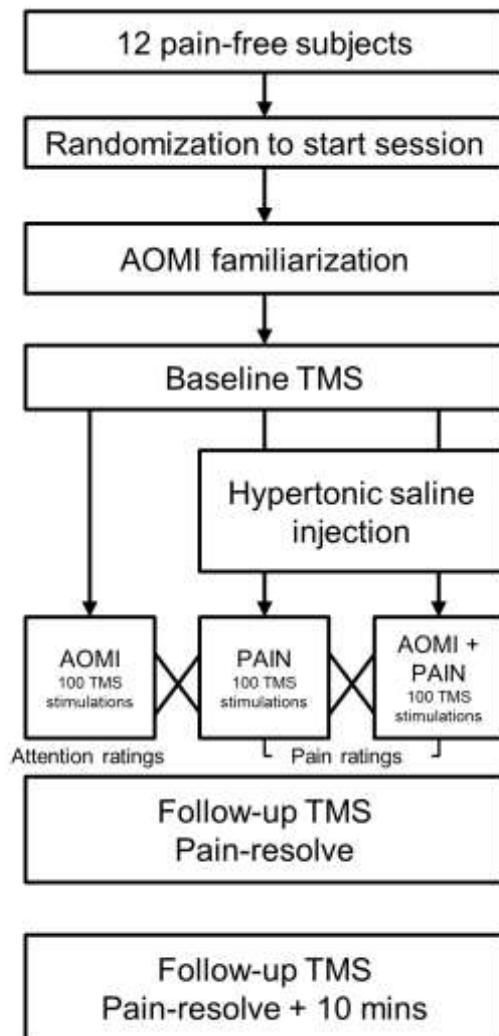 12 pain-free subjects
Randomization to start session
AOMI familiarization
Baseline TMS
Hypertonic saline
injection
AOMI
100 TMS
stimulations
PAIN
100 TMS
stimulations
AOMI +
PAIN
100 TMS
stimulations
Attention ratings
Pain ratings
Follow-up TMS
Pain-resolve
Follow-up TMS
Pain-resolve + 10 mins